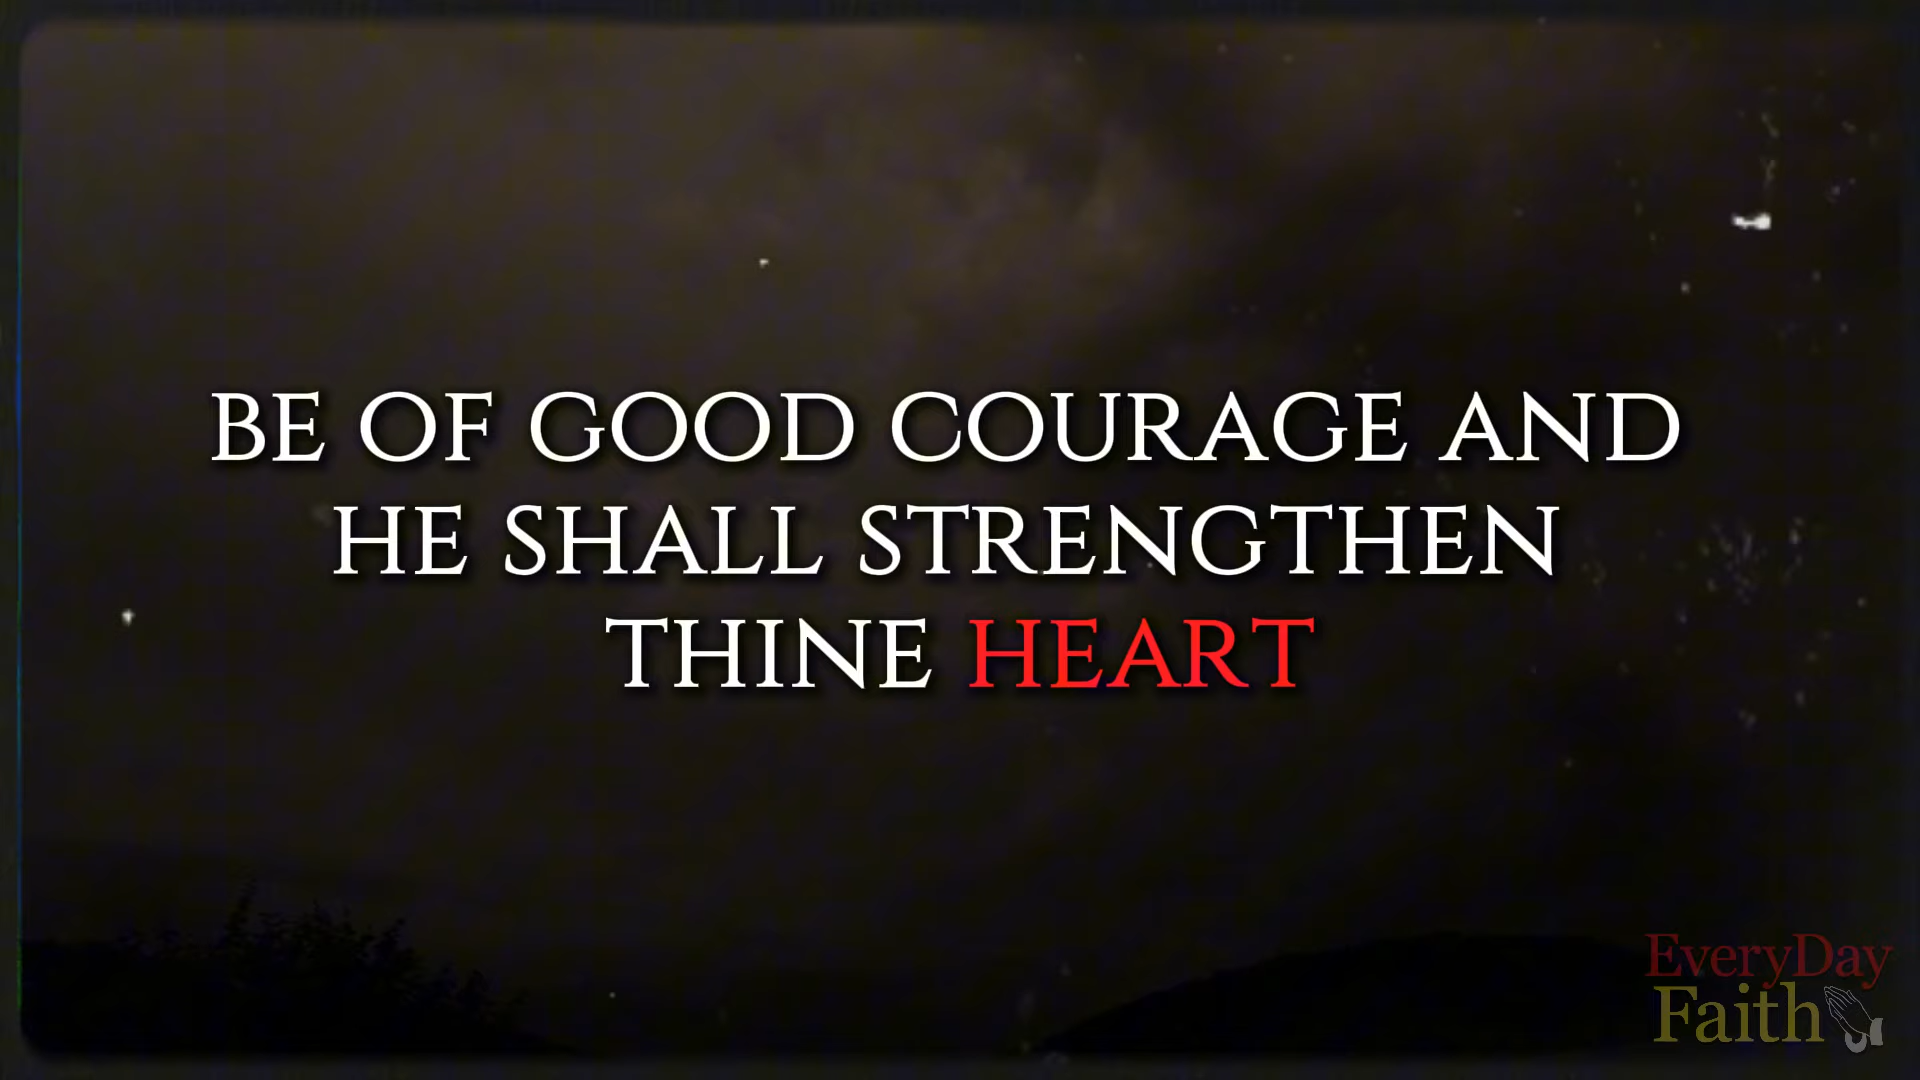 BE OF GOOD COURAGE AND
HE SHALL STRENGTHEN
THINE HEART
EveryDay
Faith